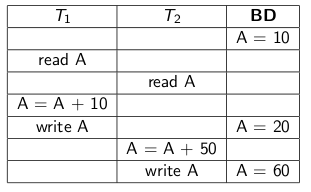 T1 T2 BD
A = 10
read A
read A
A = A + 10
write A A = 20
A = A + 50
write A A = 60